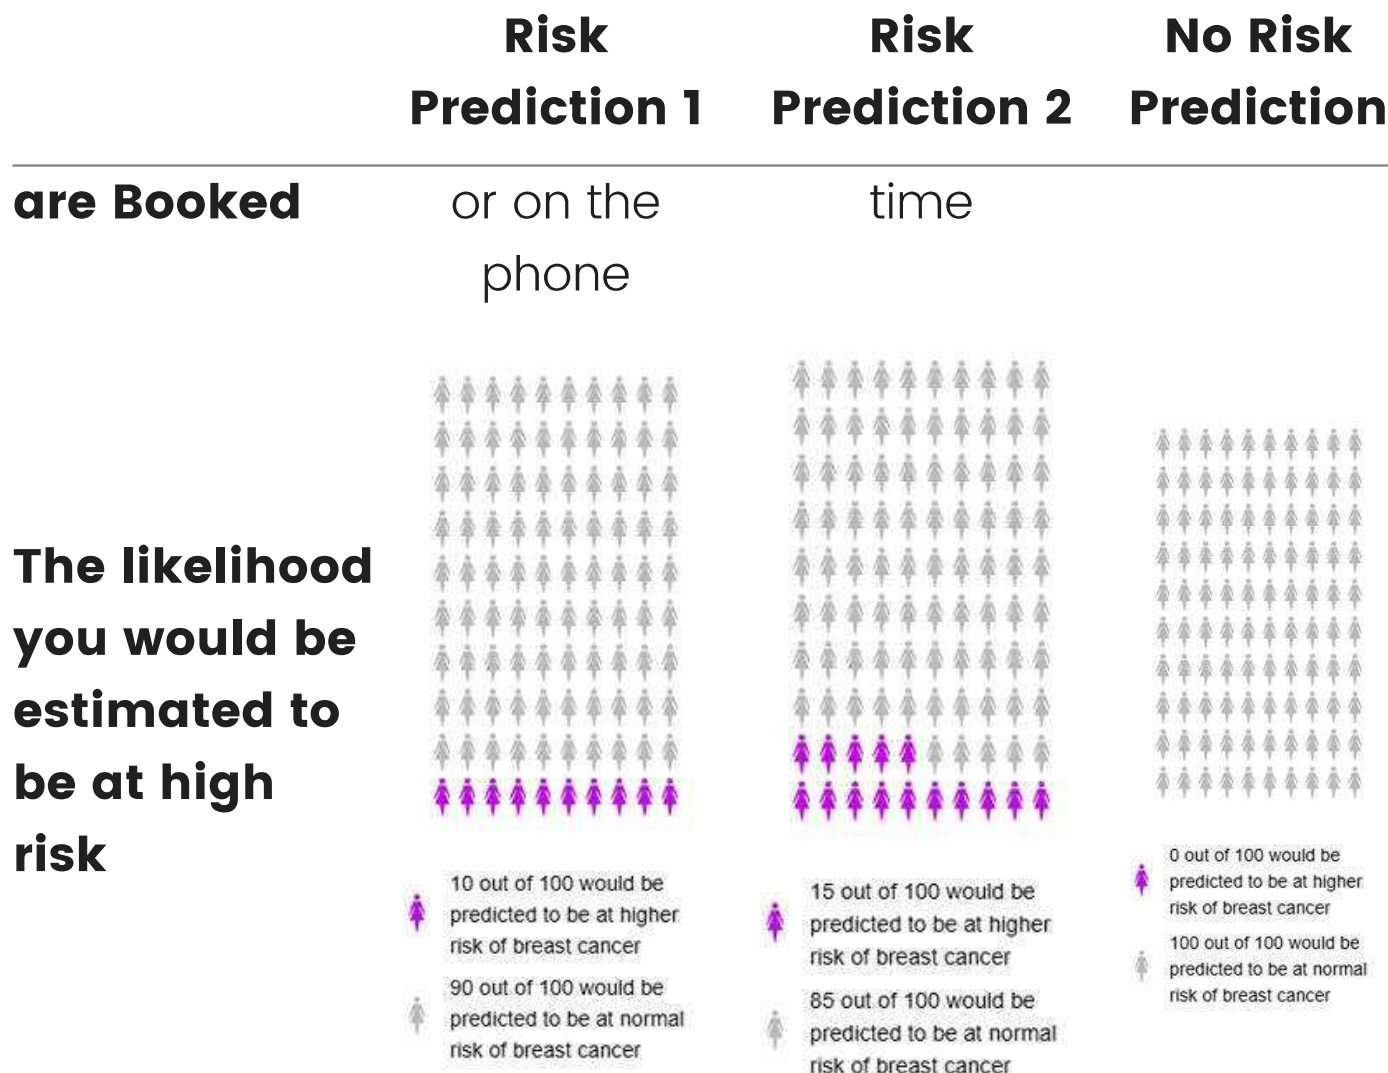 Risk
Prediction 1
Risk
Prediction 2
No Risk
Prediction
are Booked
or on the
phone
time
The likelihood
you would be
estimated to
be at high
risk
10 out of 100 would be
predicted to be at higher
risk of breast cancer
90 out of 100 would be
predicted to be at normal
risk of breast cancer
15 out of 100 would be
predicted to be at higher
risk of breast cancer
85 out of 100 would be
predicted to be at normal
risk of breast cancer
0 out of 100 would be
predicted to be at higher
risk of breast cancer
100 out of 100 would be
predicted to be at normal
risk of breast cancer